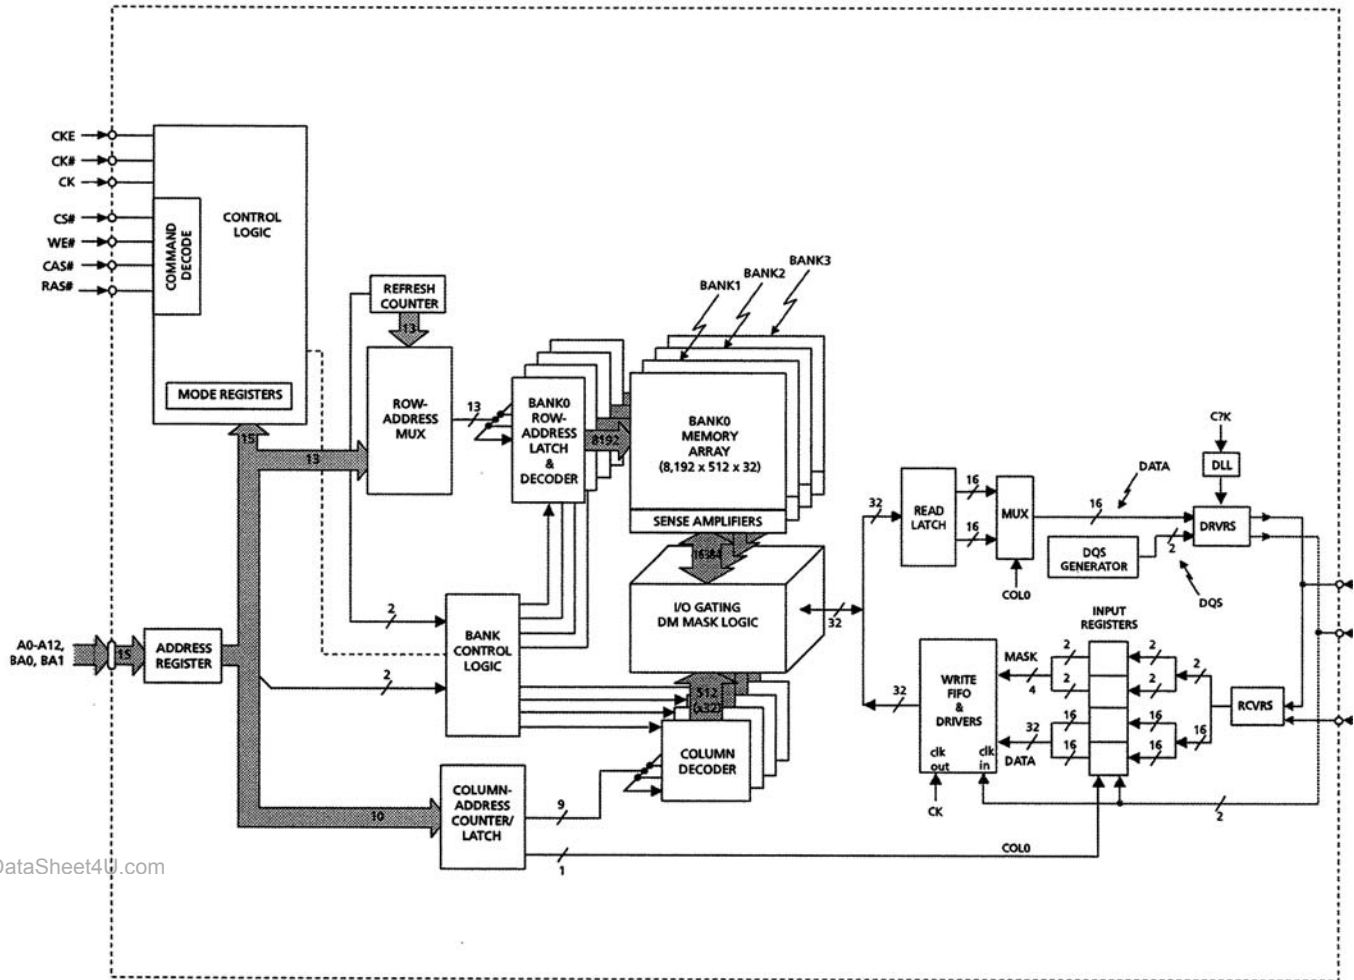 CKE
CK#
CK
CS#
WE#
CAS#
RAS#
COMMAND
DECODE
CONTROL
LOGIC
MODE REGISTERS
REFRESH
COUNTER
13
ROW-
ADDRESS
MUX
13
15
13
BANK0
ROW-
ADDRESS
LATCH
&
DECODER
8192
BANK1
BANK2
BANK3
BANK0
MEMORY
ARRAY
(8,192 x 512 x 32)
SENSE AMPLIFIERS
16384
I/O GATING
DM MASK LOGIC
32
32
READ
LATCH
16
16
MUX
COL0
16
DATA
C?K
DLL
DRVRS
DQS
GENERATOR
2
DQS
A0-A12,
BA0, BA1
15
ADDRESS
REGISTER
2
2
BANK
CONTROL
LOGIC
512
(x32)
COLUMN
DECODER
10
COLUMN-
ADDRESS
COUNTER/
LATCH
9
1
COL0
32
WRITE
FIFO
&
DRIVERS
clk
out
clk
in
CK
MASK
4
32
DATA
INPUT
REGISTERS
2
2
16
16
2
2
16
16
2
16
RCVRS
2
DataSheet4U.com